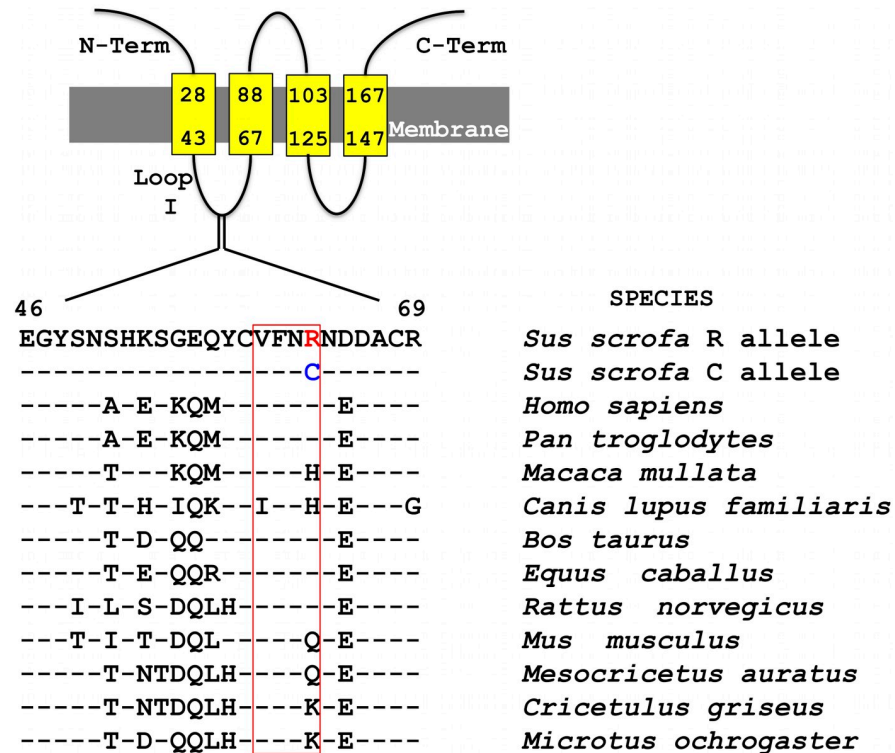 N-Term
C-Term
28 88 103 167
43 67 125 147
Membrane
Loop
I
46 69
SPECIES
EGYSNSHKSGEQYCVFNRNDDACR Sus scrofa R allele
-----------------C------ Sus scrofa C allele
-----A-E-KQM-------E---- Homo sapiens
-----A-E-KQM-------E---- Pan troglodytes
-----T---KQM-----H-E---- Macaca mullata
---T-T-H-IQK--I--H-E---G Canis lupus familiaris
-----T-D-QQ--------E---- Bos taurus
-----T-E-QQR-------E---- Equus caballus
---I-L-S-DQLH------E---- Rattus norvegicus
---T-I-T-DQL-----Q-E---- Mus musculus
-----T-NTDQLH----Q-E---- Mesocricetus auratus
-----T-NTDQLH----K-E---- Cricetulus griseus
-----T-D-QQLH----K-E---- Microtus ochrogaster